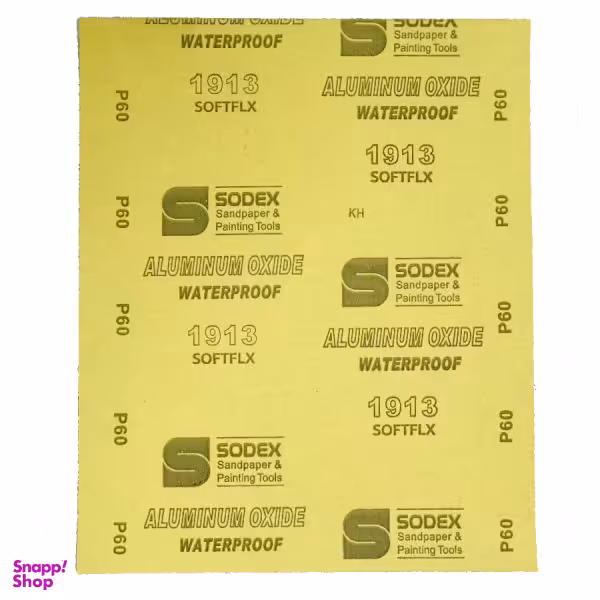 ALUMINUM OXIDE
WATERPROOF
1913
SOFTFLX
SODEX
Sandpaper &
Painting Tools
ALUMINUM OXIDE
WATERPROOF
1913
SOFTFLX
SODEX
Sandpaper &
Painting Tools
ALUMINUM OXIDE
WATERPROOF
SODEX
Sandpaper &
Painting Tools
ALUMINUM OXIDE
WATERPROOF
1913
SOFTFLX
KH
SODEX
Sandpaper &
Painting Tools
ALUMINUM OXIDE
WATERPROOF
1913
SOFTFLX
SODEX
Sandpaper &
Painting Tools
P60
P60
P60
P60
P60
P60
P60
P60
P60
P60
Snapp!
Shop